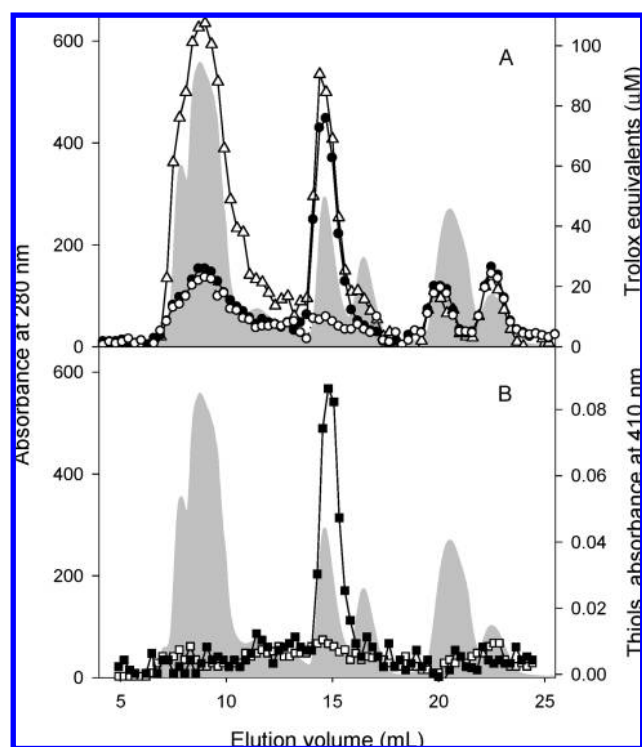 600
400
200
0
A
100
80
60
40
20
0
Absorbance at 280 nm
Trolox equivalents (µM)
600
400
200
0
B
0.08
0.06
0.04
0.02
0.00
Thiols, absorbance at 410 nm
5 10 15 20 25
Elution volume (mL)